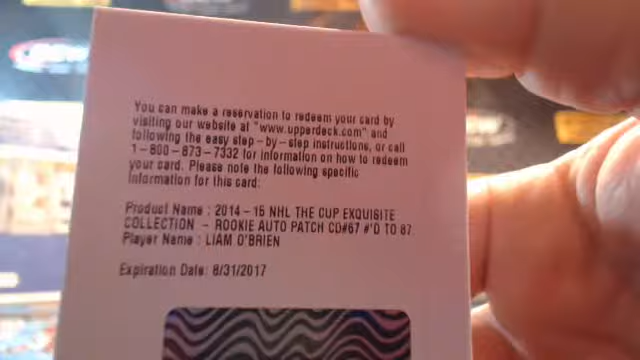 You can make a reservation to redeem your card by
visiting our website at "www.upperdeck.com" and
following the easy step-by-step instructions, or call
1-800-873-7332 for information on how to redeem
your card. Please note the following specific
information for this card:
Product Name : 2014-15 NHL THE CUP EXQUISITE
COLLECTION - ROOKIE AUTO PATCH CD#67 #'D TO 87
Player Name : LIAM O'BRIEN
Expiration Date: 8/31/2017